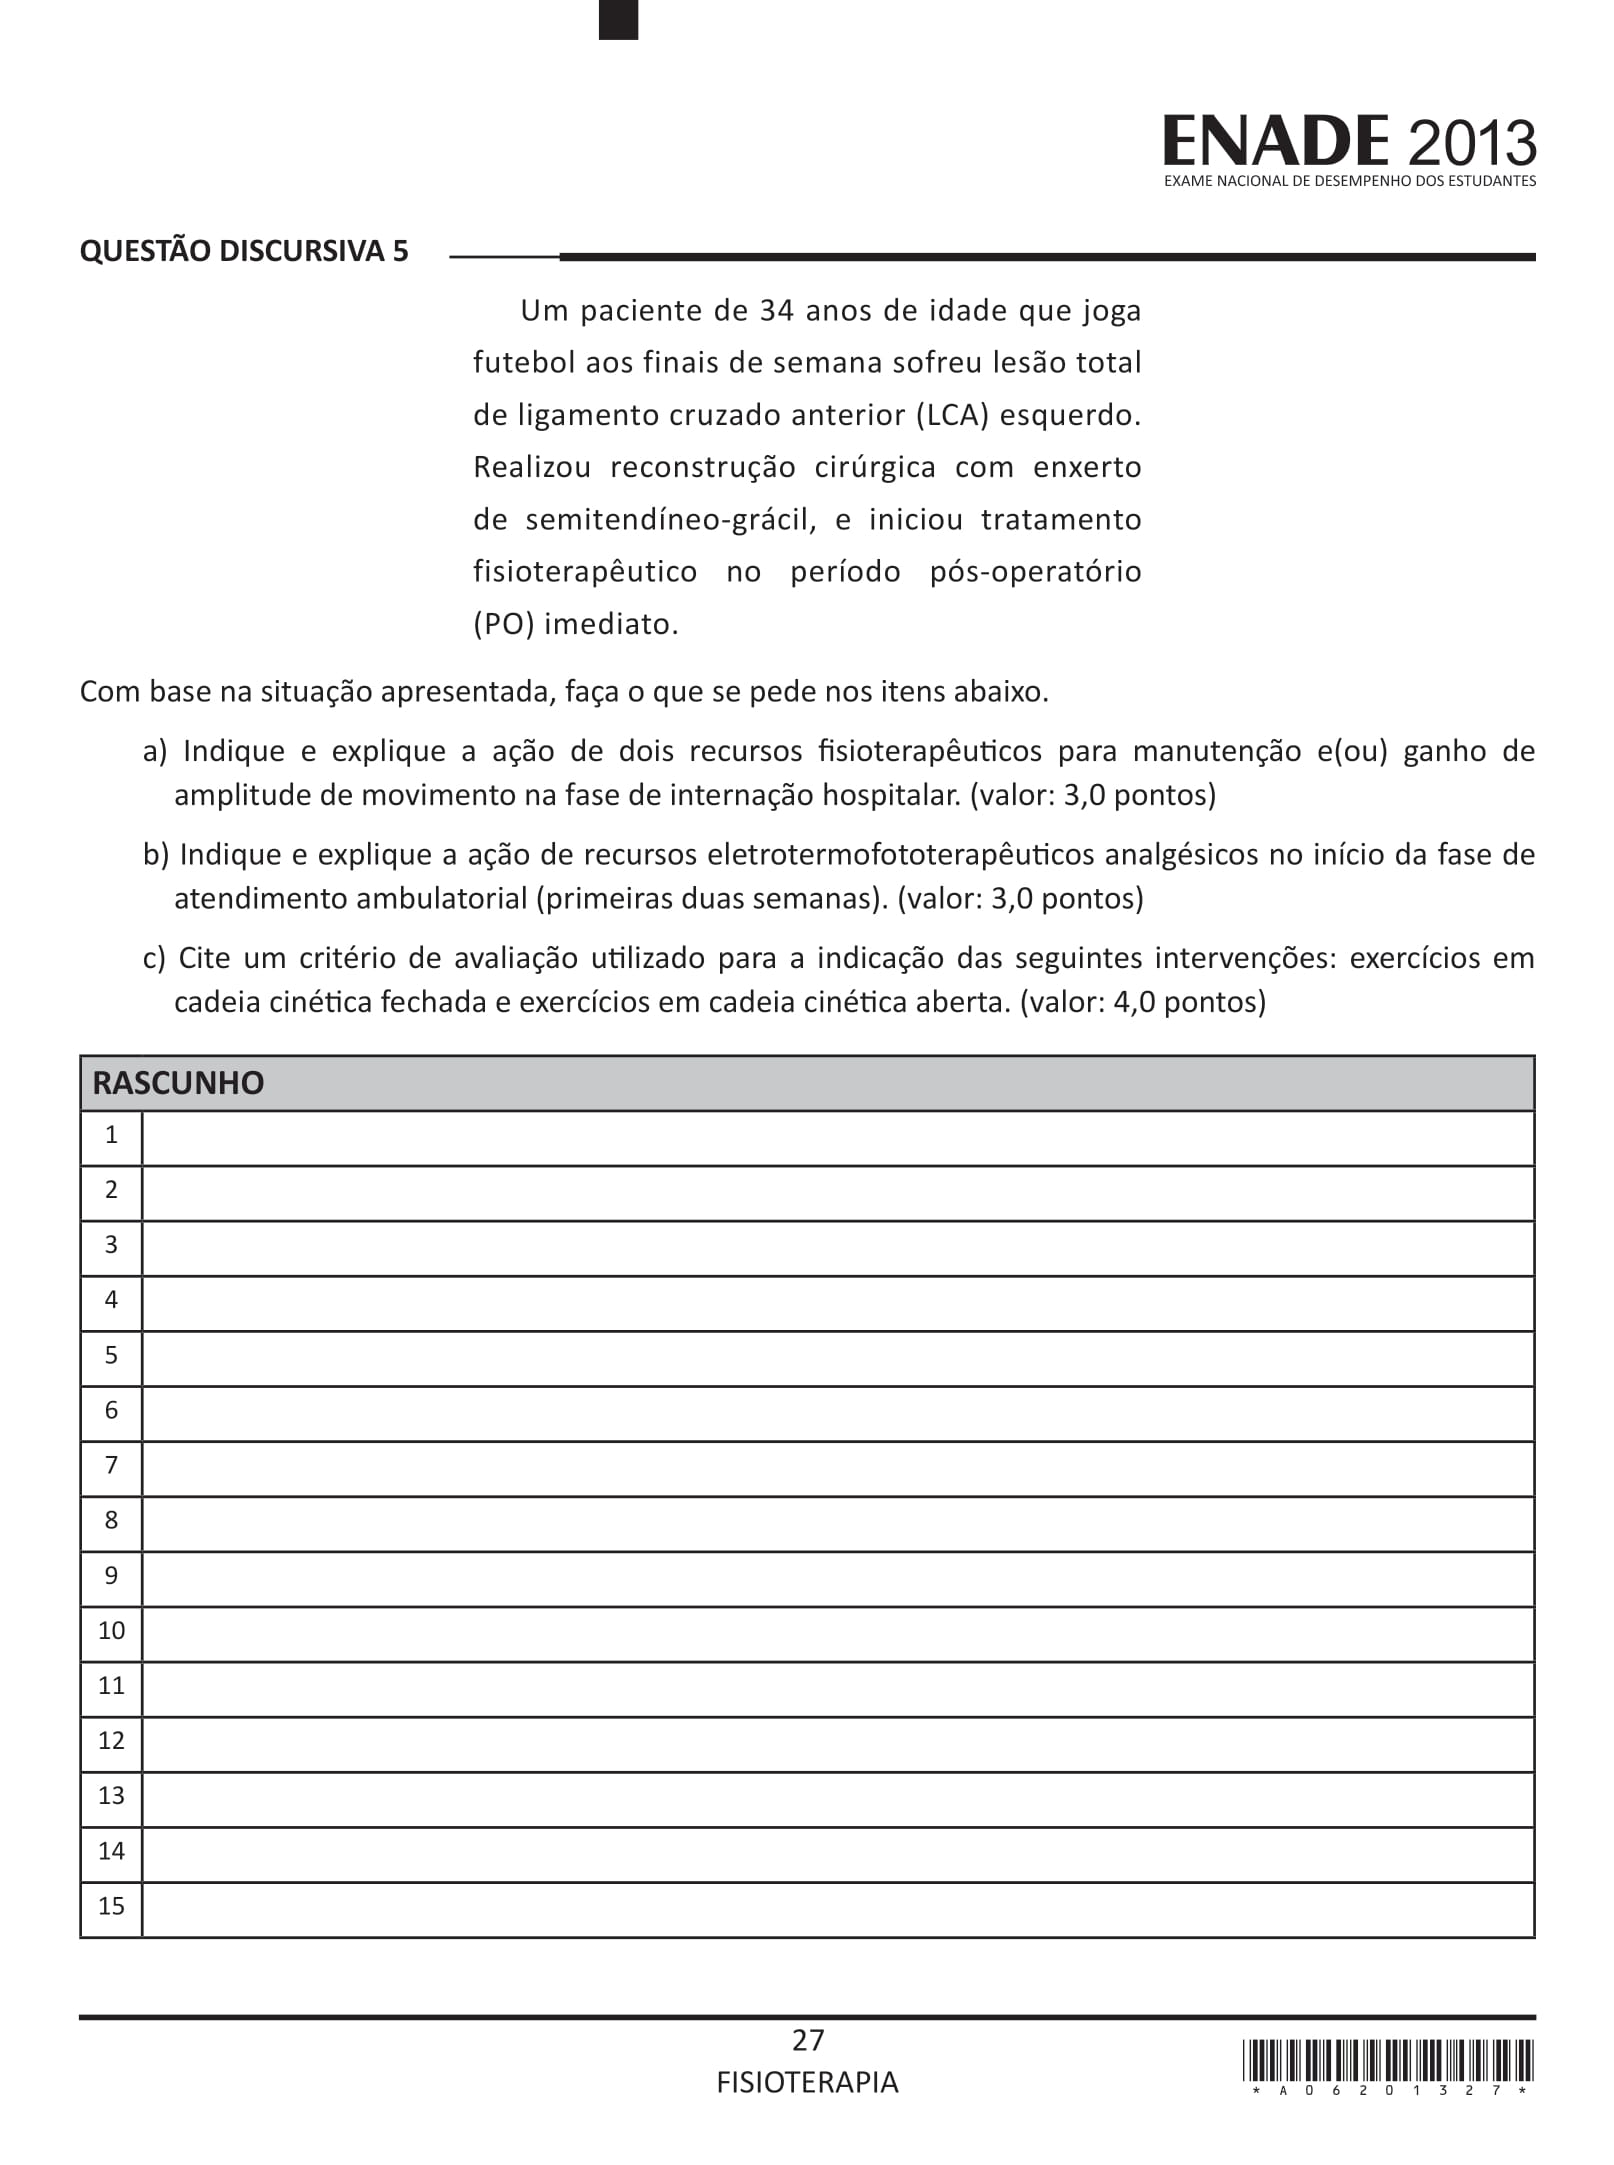 ENADE 2013
EXAME NACIONAL DE DESEMPENHO DOS ESTUDANTES
QUESTÃO DISCURSIVA 5
Um paciente de 34 anos de idade que joga
futebol aos finais de semana sofreu lesão total
de ligamento cruzado anterior (LCA) esquerdo.
Realizou reconstrução cirúrgica com enxerto
de semitendíneo-grácil, e iniciou tratamento
fisioterapêutico no período pós-operatório
(PO) imediato.
Com base na situação apresentada, faça o que se pede nos itens abaixo.
a) Indique e explique a ação de dois recursos fisioterapêuticos para manutenção e(ou) ganho de
amplitude de movimento na fase de internação hospitalar. (valor: 3,0 pontos)
b) Indique e explique a ação de recursos eletrotermofototerapêuticos analgésicos no início da fase de
atendimento ambulatorial (primeiras duas semanas). (valor: 3,0 pontos)
c) Cite um critério de avaliação utilizado para a indicação das seguintes intervenções: exercícios em
cadeia cinética fechada e exercícios em cadeia cinética aberta. (valor: 4,0 pontos)
RASCUNHO
1
2
3
4
5
6
7
8
9
10
11
12
13
14
15
27
FISIOTERAPIA
* A 0 6 2 0 1 3 2 7 *